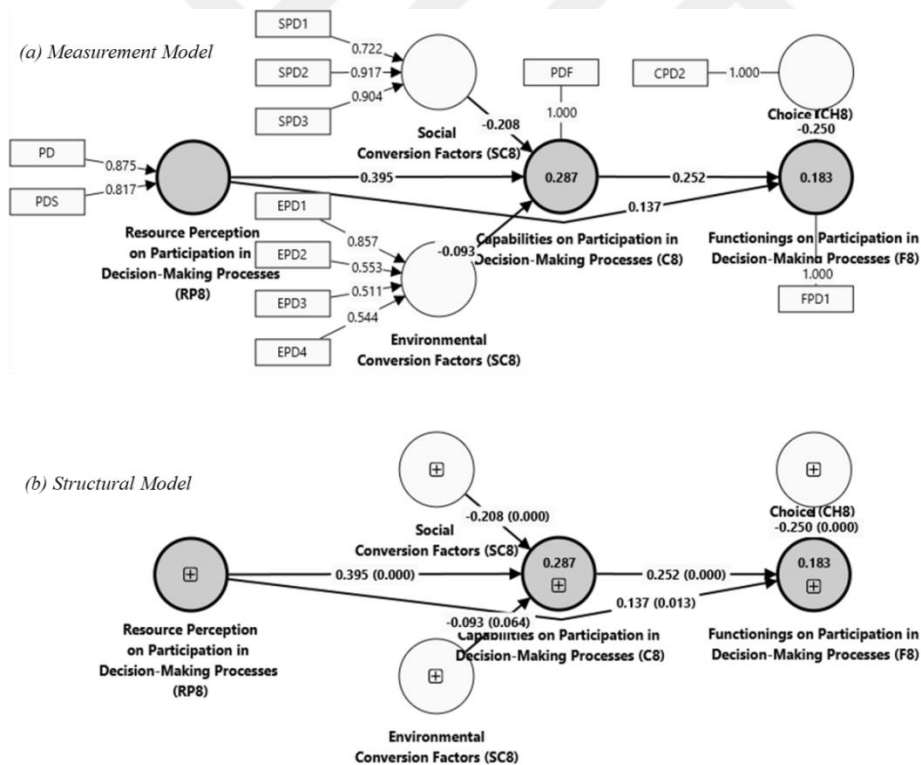 (a) Measurement Model
SPD1
SPD2
SPD3
0.722
0.917
0.904
Social
Conversion Factors (SC8)
-0.208
PDF
1.000
CPD2
1.000
Choice (CH8)
-0.250
PD
PDS
0.875
0.817
0.395
0.287
0.252
0.183
0.137
Resource Perception
on Participation in
Decision-Making Processes
(RP8)
EPD1
EPD2
EPD3
EPD4
0.857
0.553
0.511
0.544
-0.093
Capabilities on Participation in
Decision-Making Processes (C8)
Functionings on Participation in
Decision-Making Processes (F8)
1.000
FPD1
Environmental
Conversion Factors (SC8)
(b) Structural Model
Social
Conversion Factors (SC8)
-0.208 (0.000)
Choice (CH8)
-0.250 (0.000)
0.395 (0.000)
0.287
0.252 (0.000)
0.183
0.137 (0.013)
-0.093 (0.064)
Resource Perception
on Participation in
Decision-Making Processes
(RP8)
Capabilities on Participation in
Decision-Making Processes (C8)
Functionings on Participation in
Decision-Making Processes (F8)
Environmental
Conversion Factors (SC8)